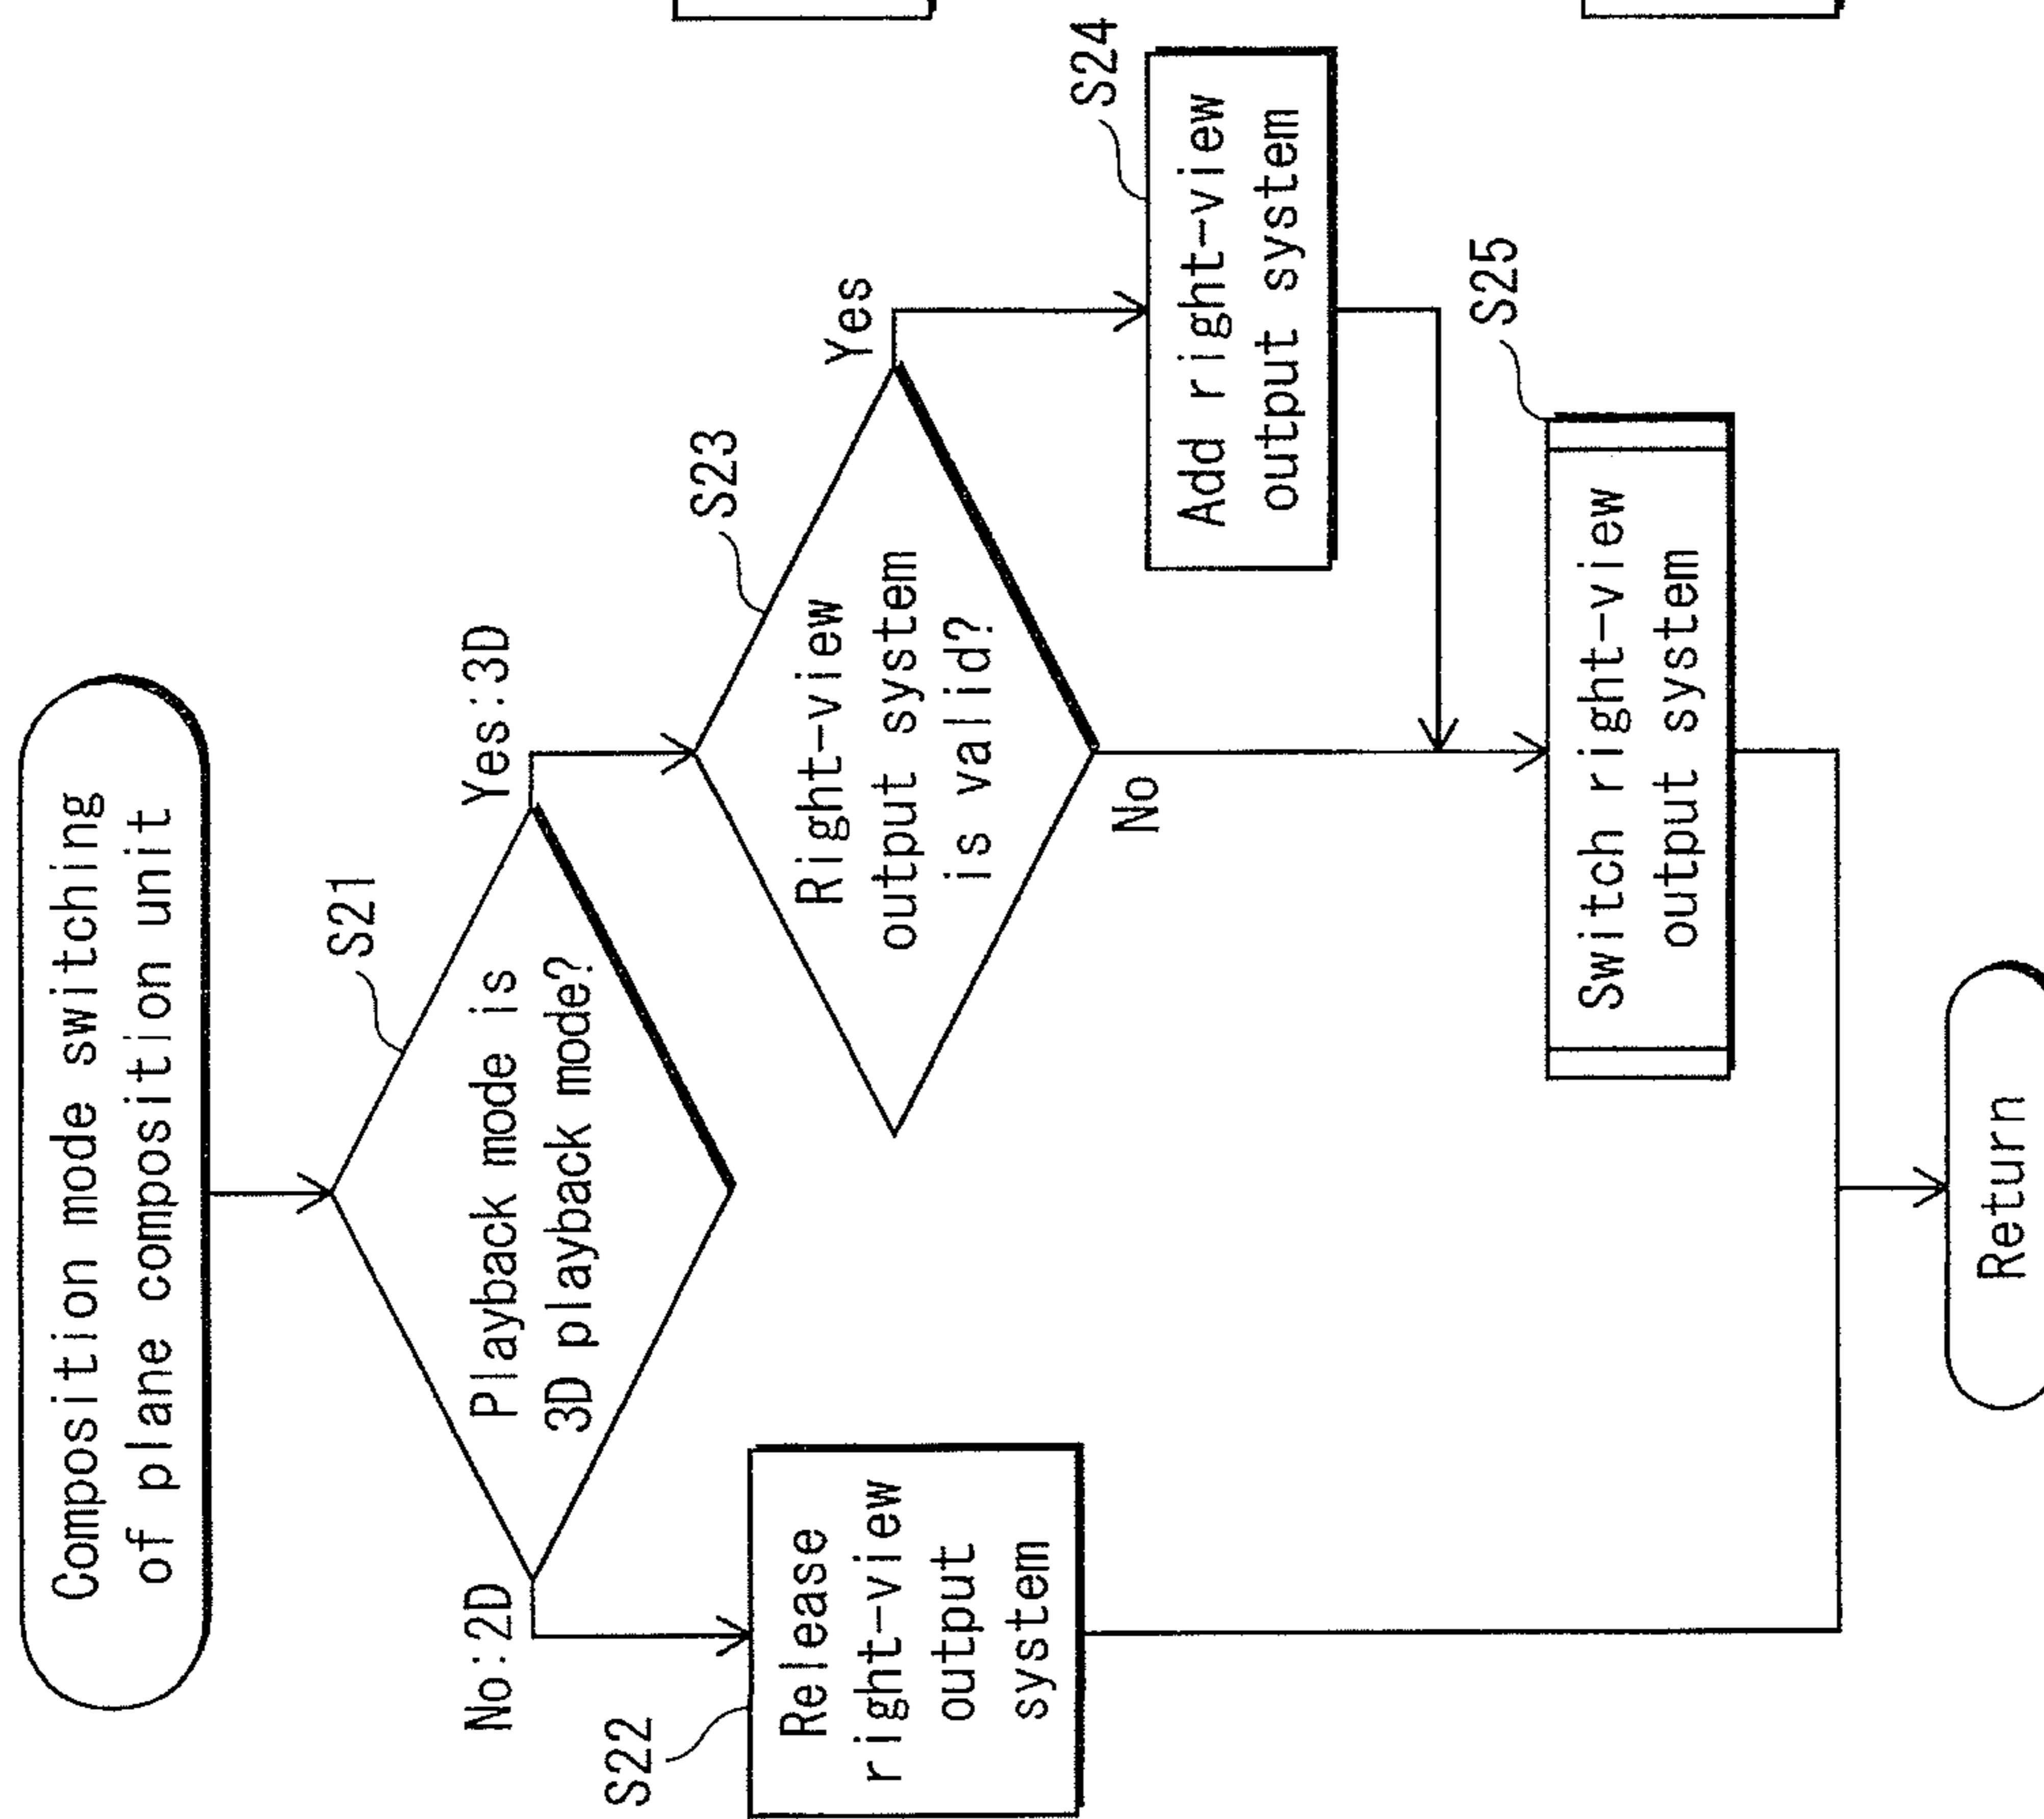 Composition mode switching
of plane composition unit
S21
Playback mode is
3D playback mode?
No:2D
Yes:3D
S22
Release
right-view
output
system
S23
Right-view
output system
is valid?
Yes
No
S24
Add right-view
output system
S25
Switch right-view
output system
Return